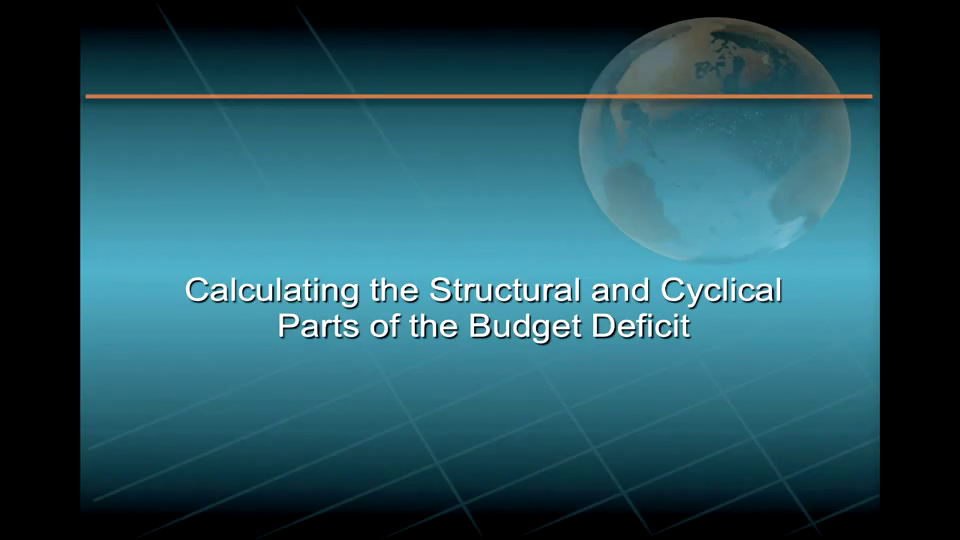 Calculating the Structural and Cyclical
Parts of the Budget Deficit